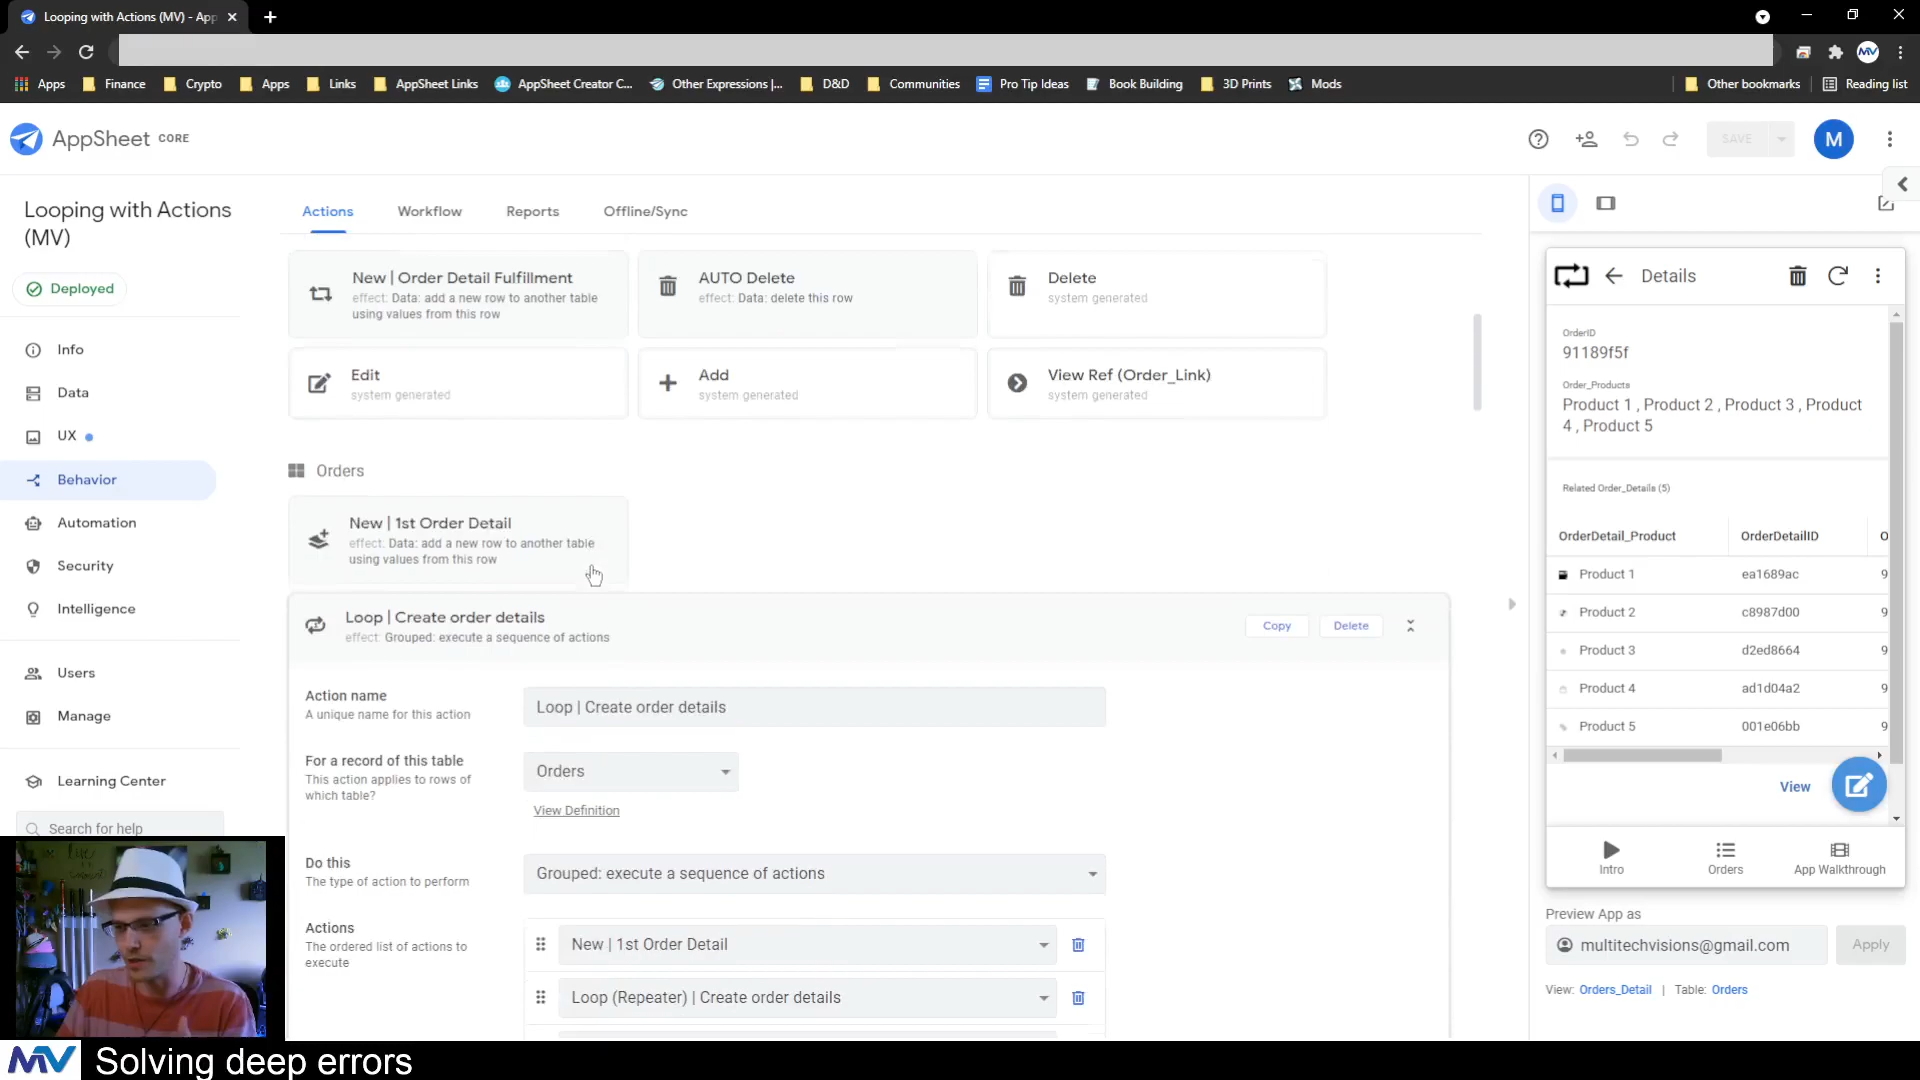 Looping with Actions (MV) - App
Apps
Finance
Crypto
Apps
Links
AppSheet Links
AppSheet Creator C...
Other Expressions |...
D&D
Communities
Pro Tip Ideas
Book Building
3D Prints
Mods
Other bookmarks
Reading list
AppSheet CORE
SAVE
M
Looping with Actions
(MV)
Deployed
Info
Data
UX
Behavior
Automation
Security
Intelligence
Users
Manage
Learning Center
Search for help
Actions
Workflow
Reports
Offline/Sync
New | Order Detail Fulfillment
effect: Data: add a new row to another table
using values from this row
AUTO Delete
effect: Data: delete this row
Delete
system generated
Edit
system generated
Add
system generated
View Ref (Order_Link)
system generated
Orders
New | 1st Order Detail
effect: Data: add a new row to another table
using values from this row
Loop | Create order details
effect: Grouped: execute a sequence of actions
Copy
Delete
Action name
A unique name for this action
Loop | Create order details
For a record of this table
This action applies to rows of
which table?
Orders
View Definition
Do this
The type of action to perform
Grouped: execute a sequence of actions
Actions
The ordered list of actions to
execute
New | 1st Order Detail
Loop (Repeater) | Create order details
Details
OrderID
91189f5f
Order_Products
Product 1 , Product 2 , Product 3 , Product
4 , Product 5
Related Order_Details (5)
OrderDetail_Product OrderDetailID O
Product 1 ea1689ac 9
Product 2 c8987d00 9
Product 3 d2ed8664 9
Product 4 ad1d04a2 9
Product 5 001e06bb 9
View
Intro
Orders
App Walkthrough
Preview App as
multitechvisions@gmail.com
Apply
View: Orders_Detail | Table: Orders
MV Solving deep errors